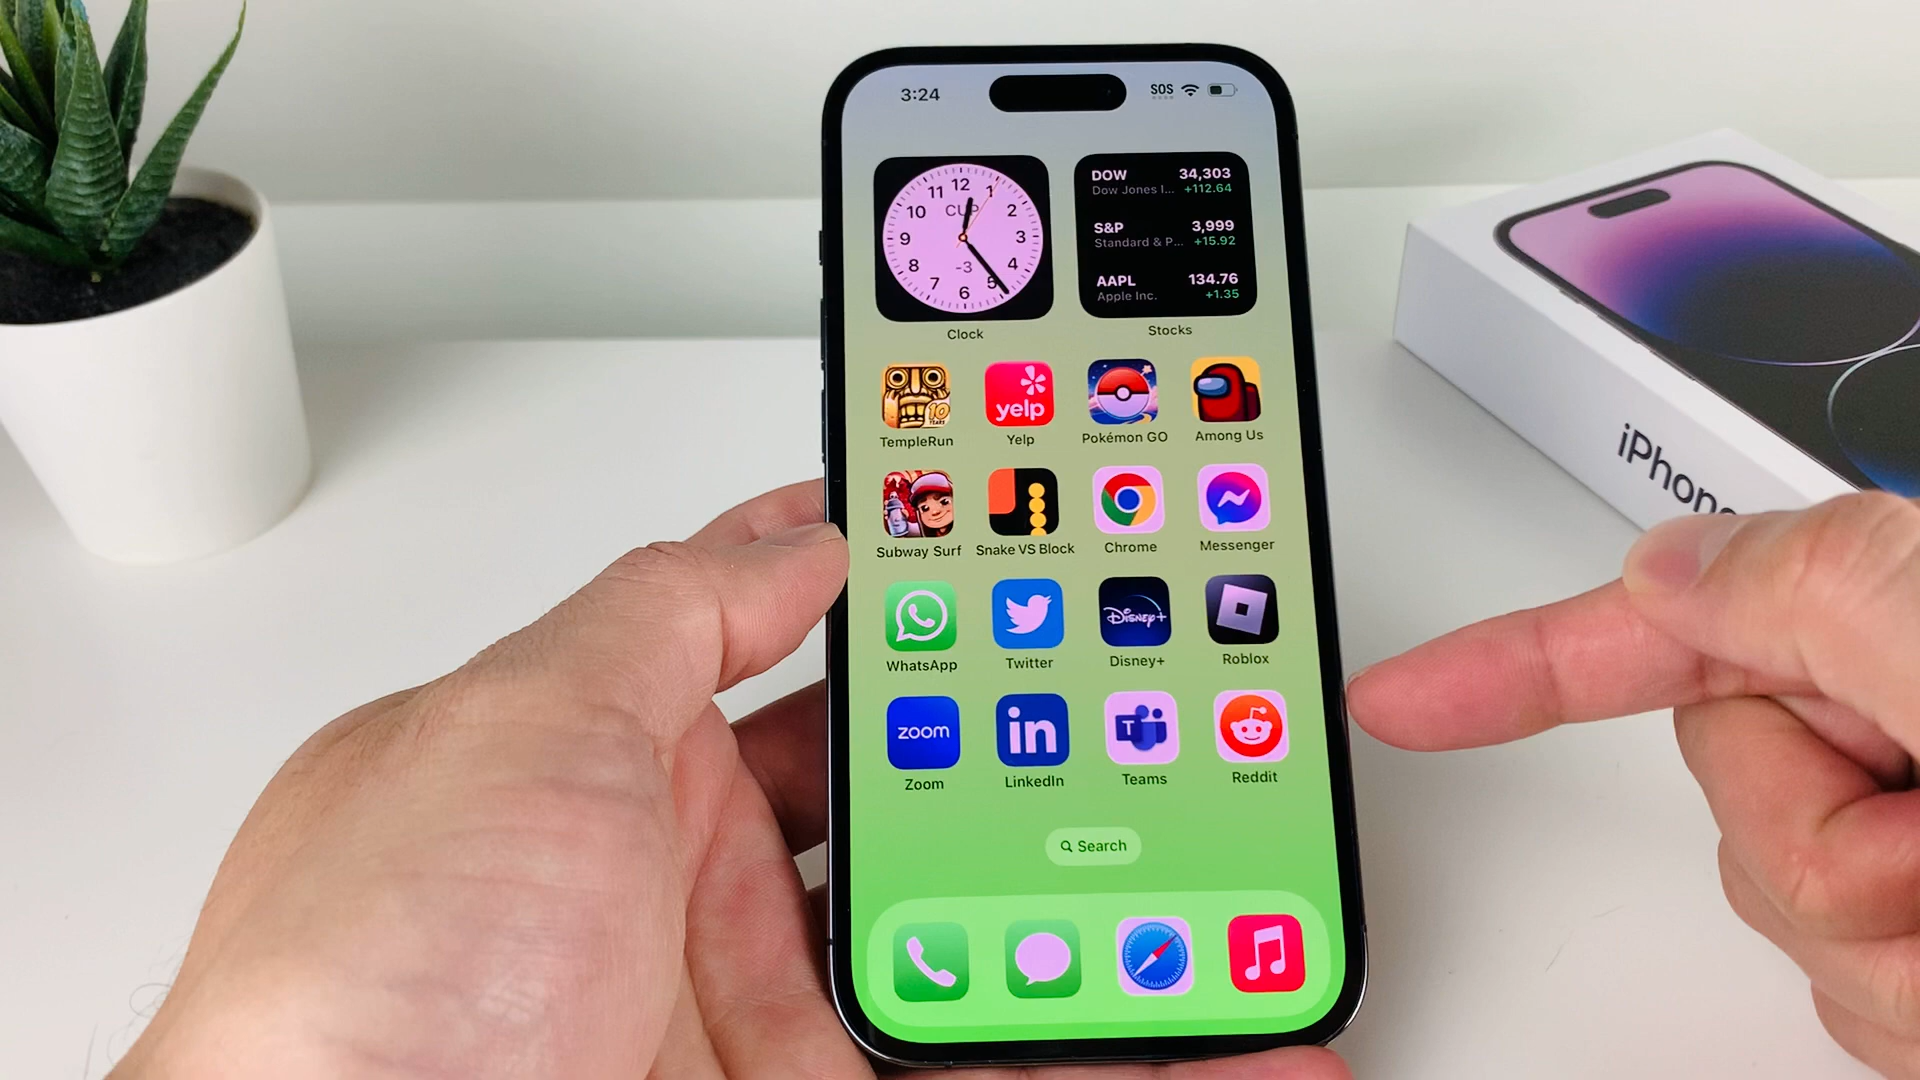 3:24 SOS
12
11 1
CUP
10 2
9 3
8 4
-3
7 5
6
Clock
DOW 34,303
Dow Jones I... +112.64
S&P 3,999
Standard & P... +15.92
AAPL 134.76
Apple Inc. +1.35
Stocks
10
YEARS
yelp
TempleRun Yelp Pokémon GO Among Us
Subway Surf Snake VS Block Chrome Messenger
Disney+
WhatsApp Twitter Disney+ Roblox
zoom in T
Zoom LinkedIn Teams Reddit
Search
iPhone